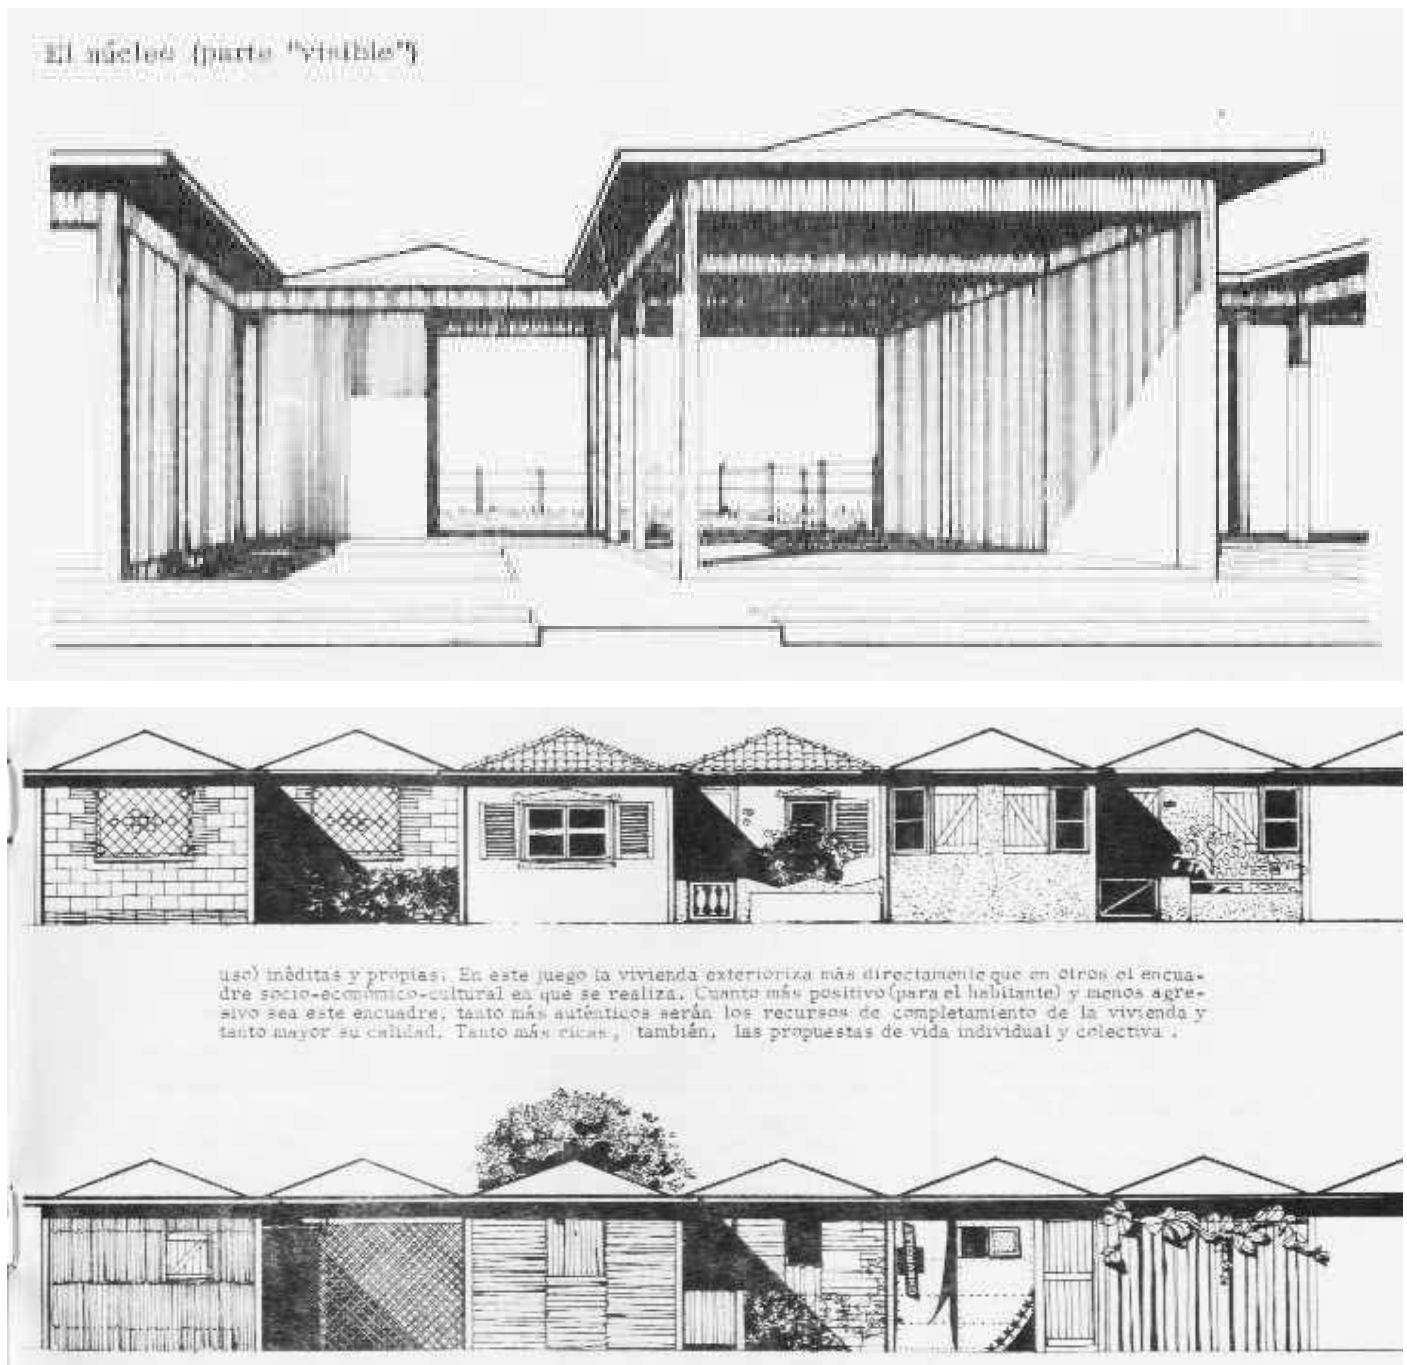 El núcleo (parte "visible")
uso) inéditas y propias. En este juego la vivienda exterioriza más directamente que en otros el encua-
dre socio-económico-cultural en que se realiza. Cuanto más positivo (para el habitante) y menos agre-
sivo sea este encuadre, tanto más auténticos serán los recursos de completamiento de la vivienda y
tanto mayor su calidad. Tanto más ricas, también, las propuestas de vida individual y colectiva.